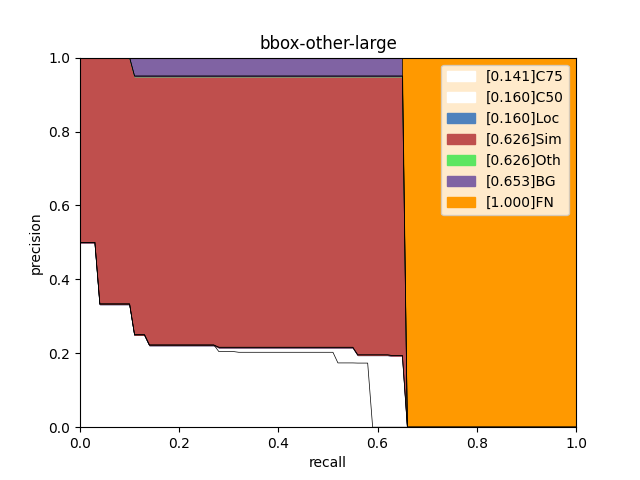 bbox-other-large
1.0
0.8
0.6
0.4
0.2
0.0
precision
[0.141]C75
[0.160]C50
[0.160]Loc
[0.626]Sim
[0.626]Oth
[0.653]BG
[1.000]FN
0.0 0.2 0.4 0.6 0.8 1.0
recall